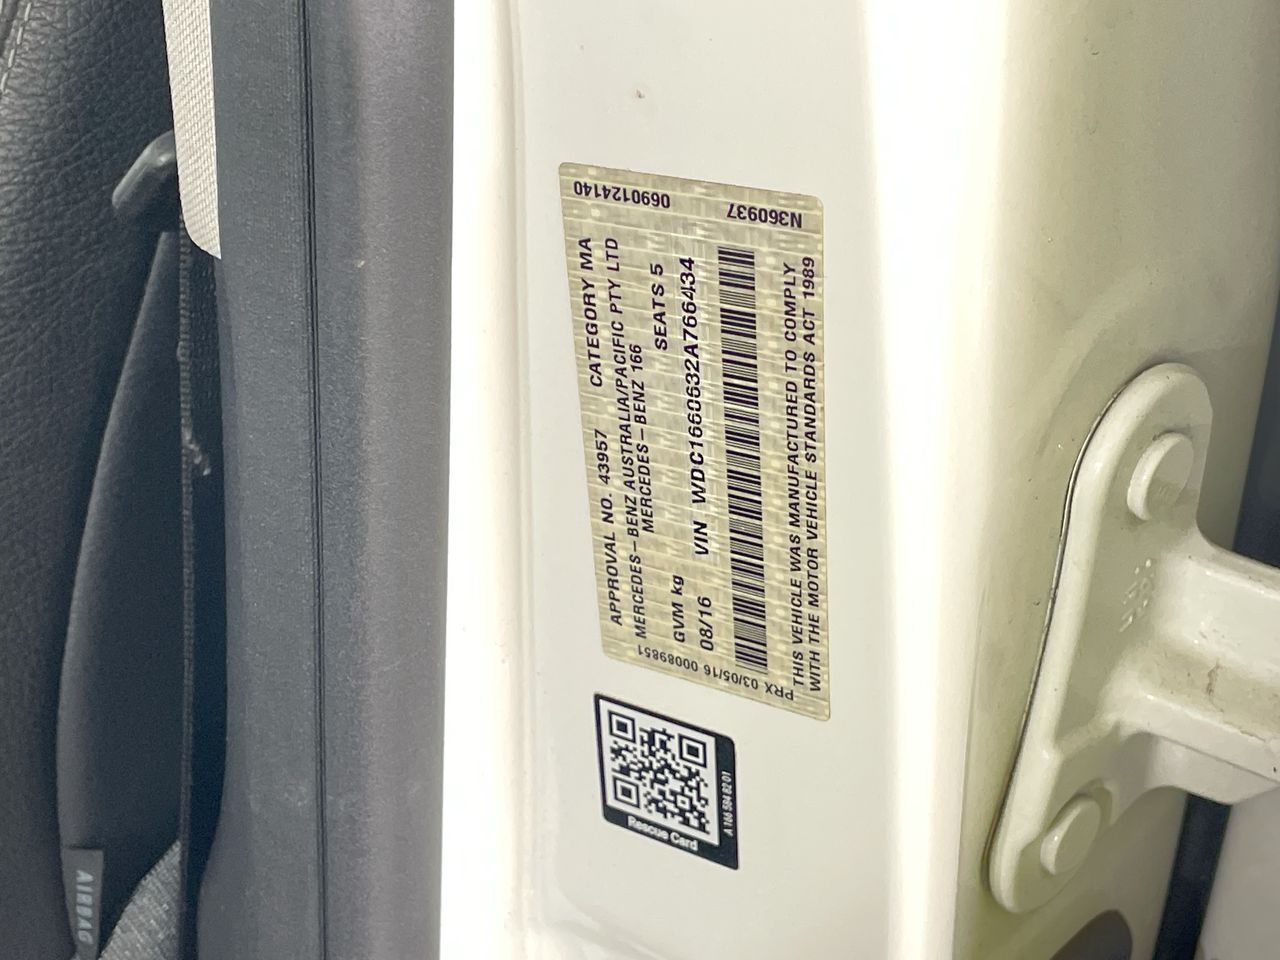 0690124140
N360937
APPROVAL NO. 43957 CATEGORY MA
MERCEDES-BENZ AUSTRALIA/PACIFIC PTY LTD
MERCEDES-BENZ 166
GVM kg SEATS 5
08/16 VIN WDC1660632A766434
THIS VEHICLE WAS MANUFACTURED TO COMPLY
WITH THE MOTOR VEHICLE STANDARDS ACT 1989
PRX 03/05/16 00089851
Rescue Card
A 166 584 82 01
AIRBAG